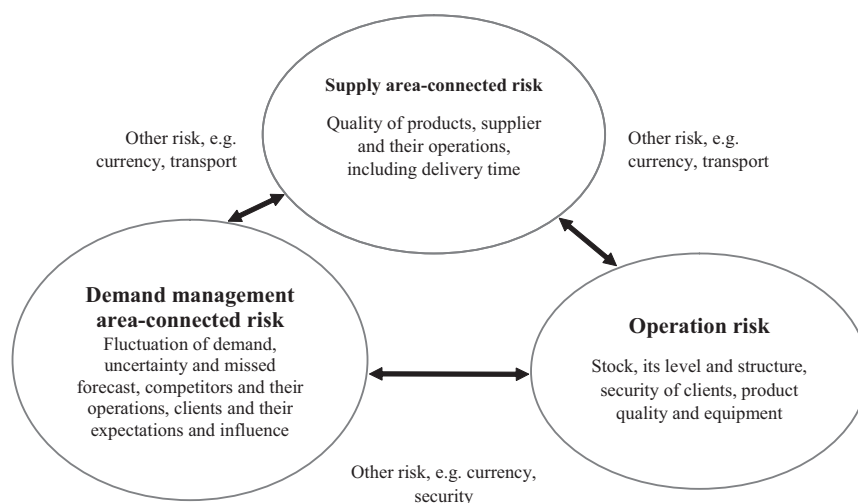 Supply area-connected risk
Quality of products, supplier
and their operations,
including delivery time
Other risk, e.g.
currency, transport
Other risk, e.g.
currency, transport
Demand management
area-connected risk
Fluctuation of demand,
uncertainty and missed
forecast, competitors and their
operations, clients and their
expectations and influence
Operation risk
Stock, its level and structure,
security of clients, product
quality and equipment
Other risk, e.g. currency,
security